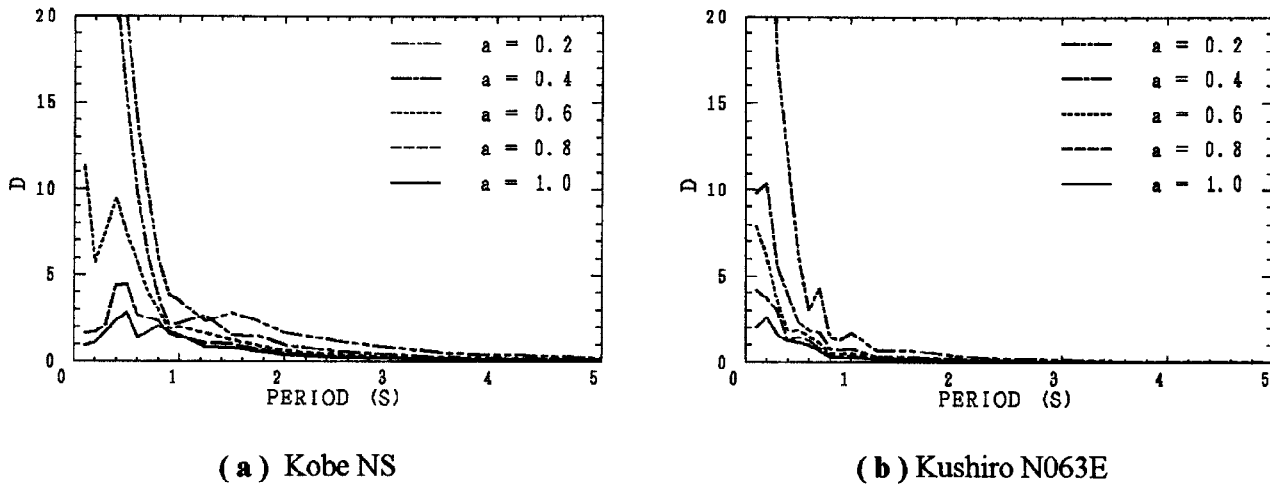 20
15
10
5
0
D
a = 0.2
a = 0.4
a = 0.6
a = 0.8
a = 1.0
0 1 2 3 4 5
PERIOD (S)
( a ) Kobe NS
20
15
10
5
0
D
a = 0.2
a = 0.4
a = 0.6
a = 0.8
a = 1.0
0 1 2 3 4 5
PERIOD (S)
( b ) Kushiro N063E